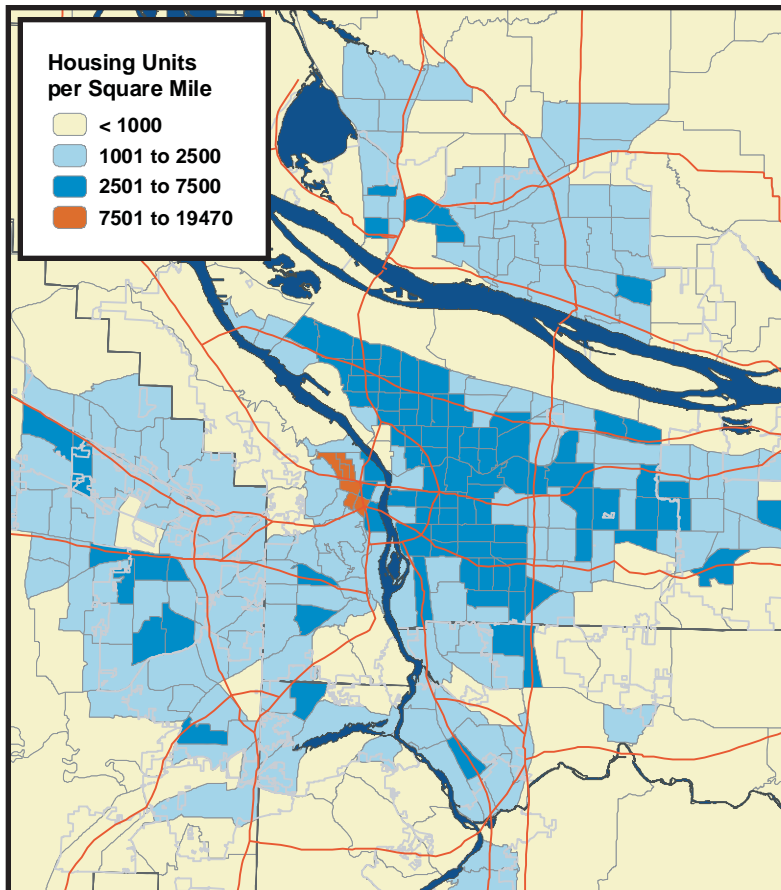 Housing Units
per Square Mile
< 1000
1001 to 2500
2501 to 7500
7501 to 19470